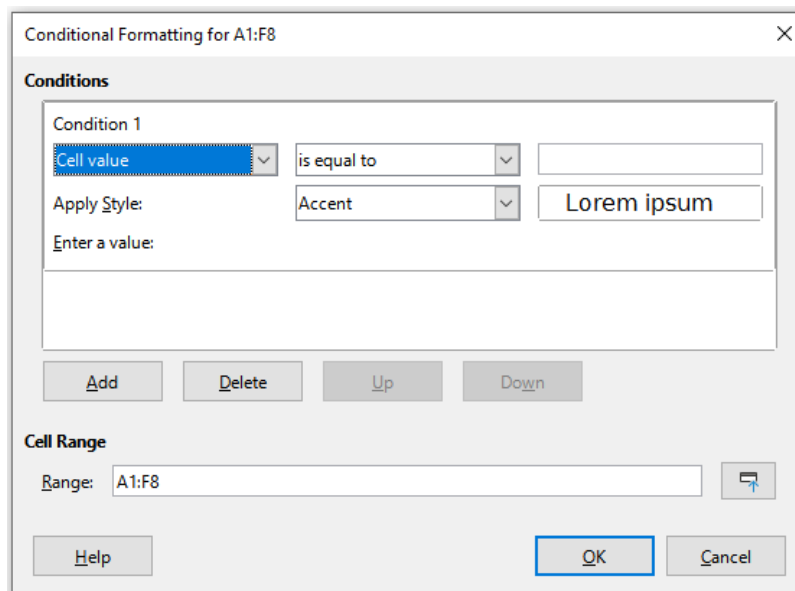 Conditional Formatting for A1:F8
Conditions
Condition 1
Cell value is equal to
Apply Style: Accent Lorem ipsum
Enter a value:
Add Delete Up Down
Cell Range
Range: A1:F8
Help OK Cancel